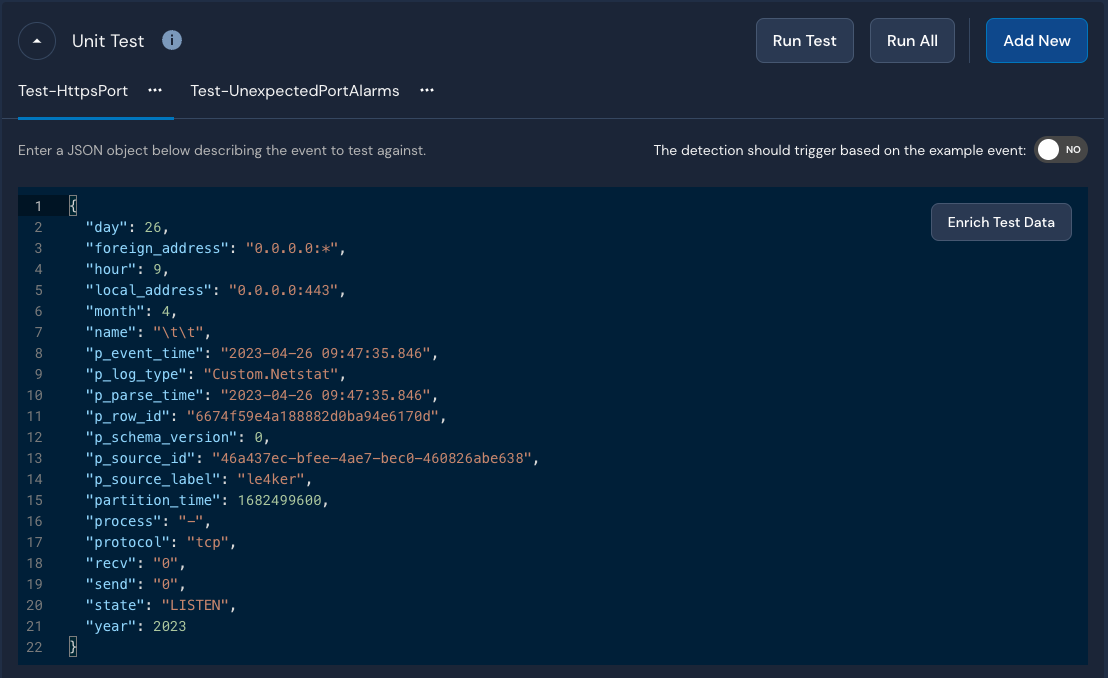 Unit Test
Run Test
Run All
Add New
Test-HttpsPort ···
Test-UnexpectedPortAlarms ···
Enter a JSON object below describing the event to test against.
The detection should trigger based on the example event: NO
Enrich Test Data
1 {
2 "day": 26,
3 "foreign_address": "0.0.0.0:*",
4 "hour": 9,
5 "local_address": "0.0.0.0:443",
6 "month": 4,
7 "name": "\t\t",
8 "p_event_time": "2023-04-26 09:47:35.846",
9 "p_log_type": "Custom.Netstat",
10 "p_parse_time": "2023-04-26 09:47:35.846",
11 "p_row_id": "6674f59e4a188882d0ba94e6170d",
12 "p_schema_version": 0,
13 "p_source_id": "46a437ec-bfee-4ae7-bec0-460826abe638",
14 "p_source_label": "le4ker",
15 "partition_time": 1682499600,
16 "process": "-",
17 "protocol": "tcp",
18 "recv": "0",
19 "send": "0",
20 "state": "LISTEN",
21 "year": 2023
22 }